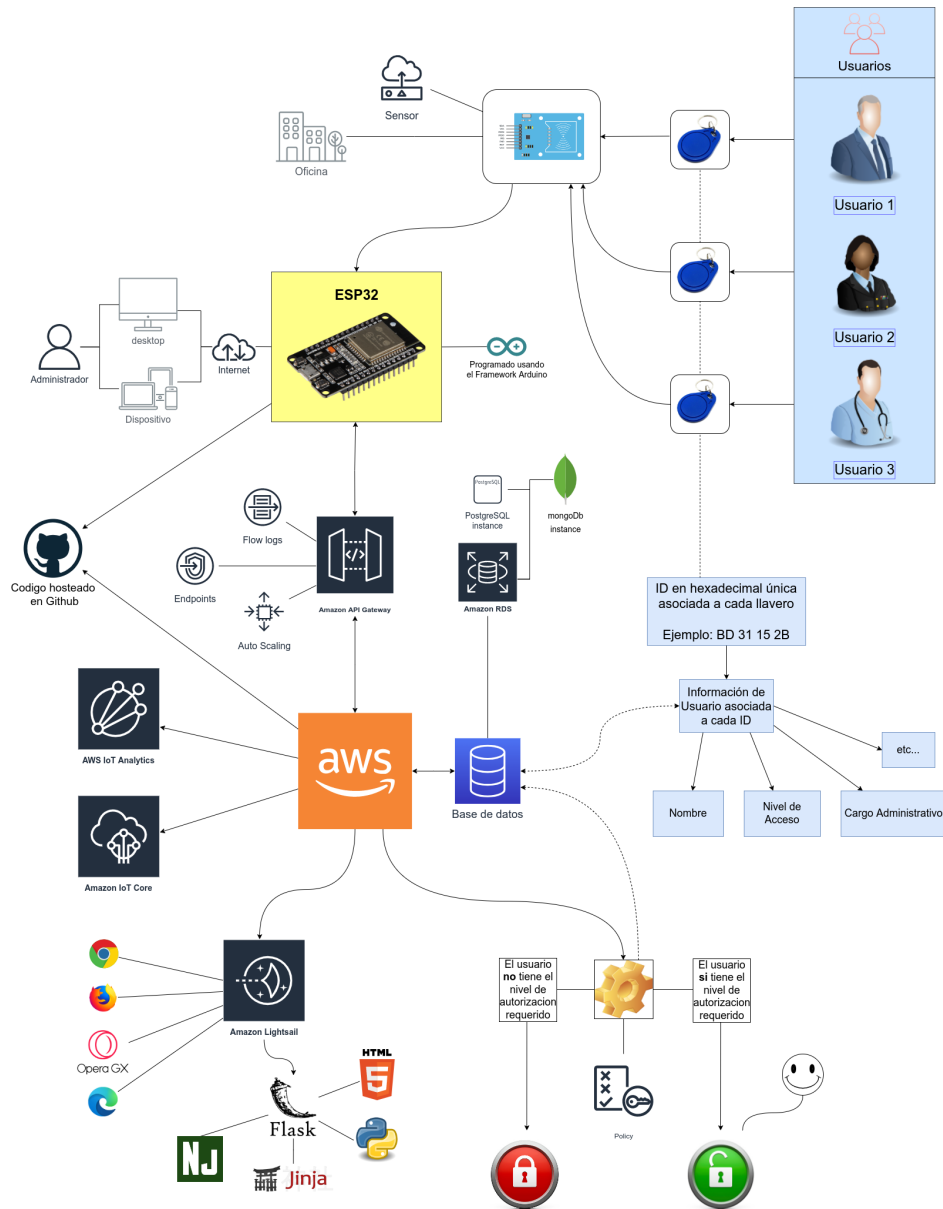 Usuarios
Sensor
Oficina
Usuario 1
ESP32
Usuario 2
desktop
Administrador
Internet
Programado usando
el Framework Arduino
Dispositivo
Usuario 3
PostgreSQL
PostgreSQL
instance
mongoDb
instance
Flow logs
Codigo hosteado
en Github
Endpoints
Amazon API Gateway
Amazon RDS
Auto Scaling
ID en hexadecimal única
asociada a cada llavero
Ejemplo: BD 31 15 2B
Información de
Usuario asociada
a cada ID
etc...
AWS IoT Analytics
aws
Base de datos
Nombre
Nivel de
Acceso
Cargo Administrativo
Amazon IoT Core
El usuario
no tiene el
nivel de
autorizacion
requerido
El usuario
si tiene el
nivel de
autorizacion
requerido
Amazon Lightsail
Opera GX
HTML
5
Flask
NJ
Jinja
Policy